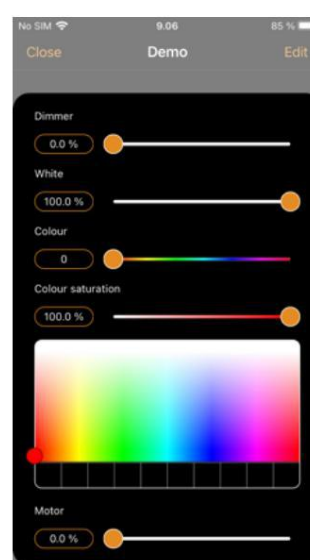 No SIM 9.06 85 %
Close Demo Edit
Dimmer
0.0 %
White
100.0 %
Colour
0
Colour saturation
100.0 %
Motor
0.0 %